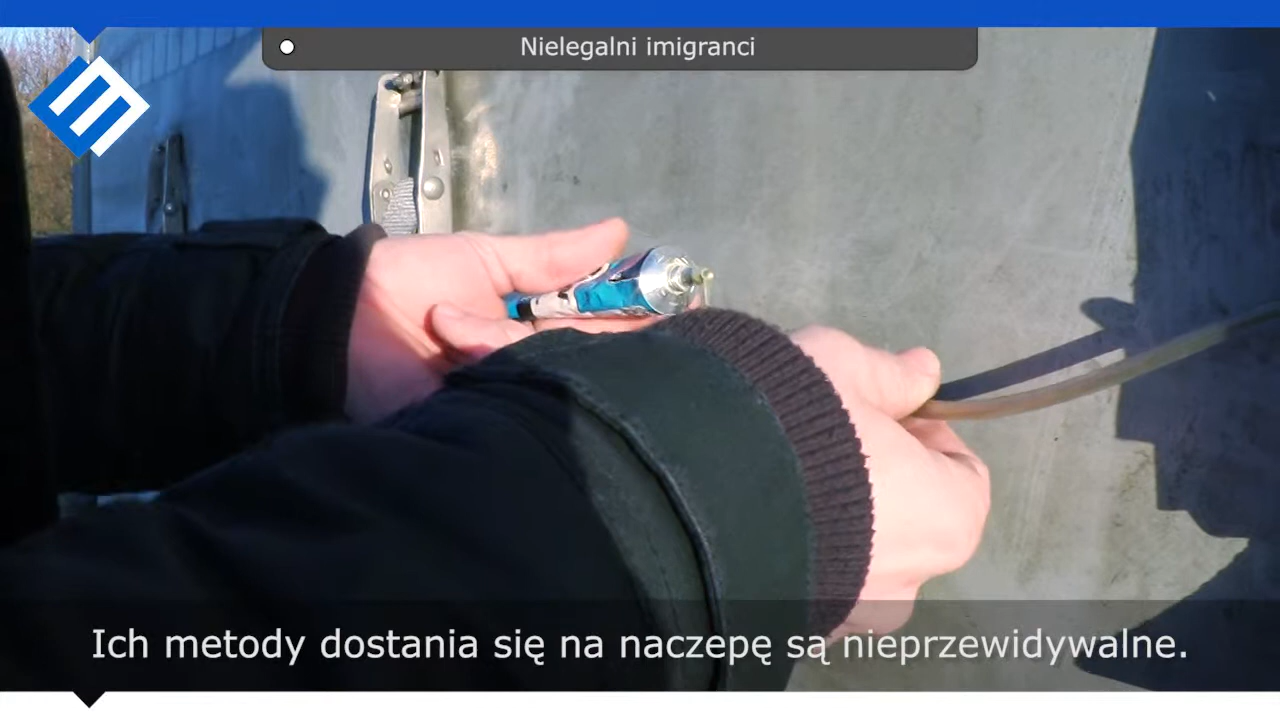 Nielegalni imigranci
Ich metody dostania się na naczepę są nieprzewidywalne.